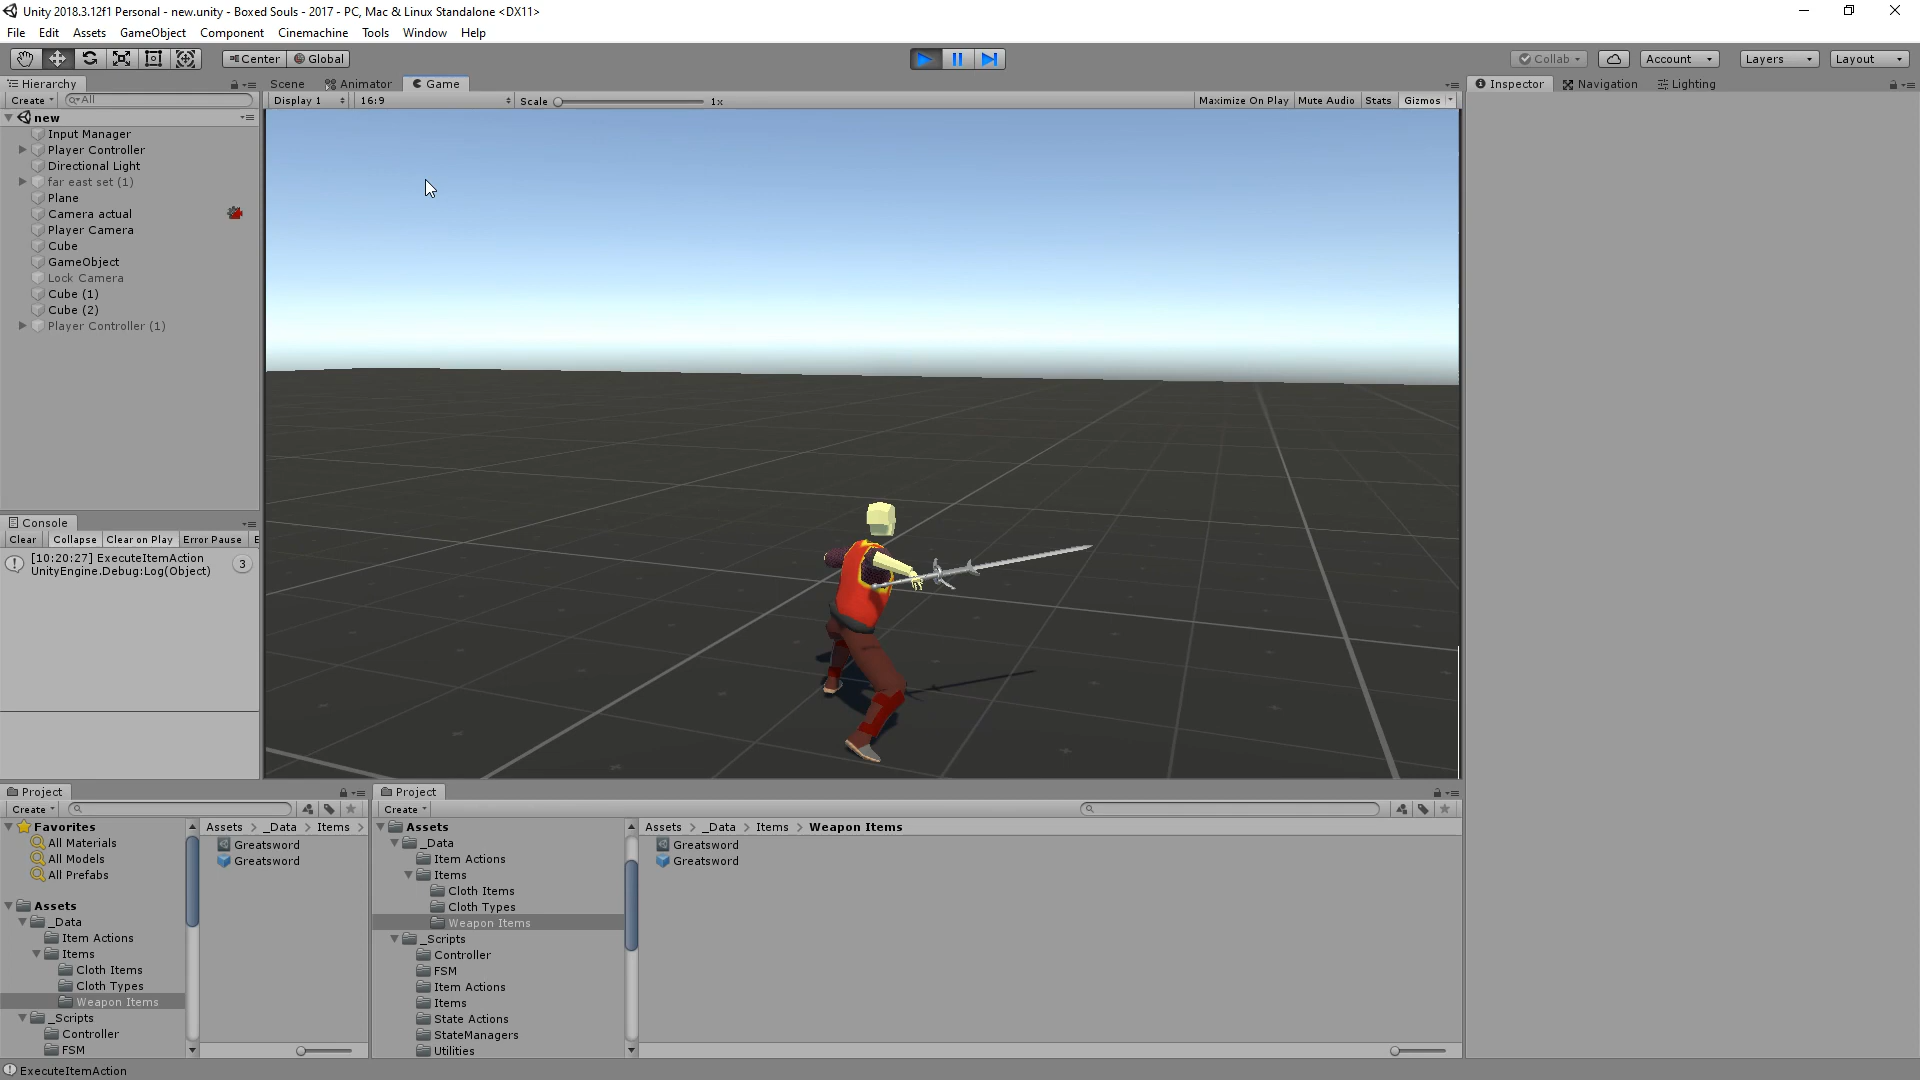 Unity 2018.3.12f1 Personal - new.unity - Boxed Souls - 2017 - PC, Mac & Linux Standalone <DX11>
File Edit Assets GameObject Component Cinemachine Tools Window Help
Center Global Collab Account Layers Layout
Hierarchy Scene Animator Game Inspector Navigation Lighting
Create All Display 1 16:9 Scale 1x Maximize On Play Mute Audio Stats Gizmos
new
Input Manager
Player Controller
Directional Light
far east set (1)
Plane
Camera actual
Player Camera
Cube
GameObject
Lock Camera
Cube (1)
Cube (2)
Player Controller (1)
Console
Clear Collapse Clear on Play Error Pause E
[10:20:27] ExecuteItemAction
UnityEngine.Debug:Log(Object)
3
Project
Create
Favorites
All Materials
All Models
All Prefabs
Assets
_Data
Item Actions
Items
Cloth Items
Cloth Types
Weapon Items
_Scripts
Controller
FSM
Assets _Data Items
Greatsword
Greatsword
Project
Create
Assets
_Data
Item Actions
Items
Cloth Items
Cloth Types
Weapon Items
_Scripts
Controller
FSM
Item Actions
Items
State Actions
StateManagers
Utilities
Assets _Data Items Weapon Items
Greatsword
Greatsword
ExecuteItemAction